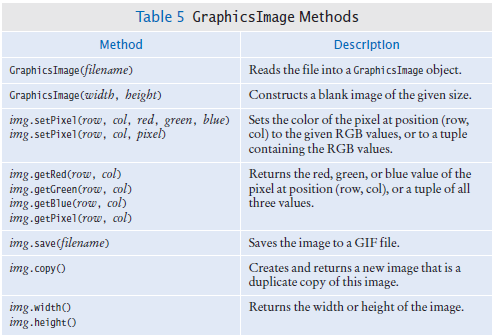 Table 5 GraphicsImage Methods
Method Description
GraphicsImage(filename) Reads the file into a GraphicsImage object.
GraphicsImage(width, height) Constructs a blank image of the given size.
img.setPixel(row, col, red, green, blue) Sets the color of the pixel at position (row,
img.setPixel(row, col, pixel) col) to the given RGB values, or to a tuple
containing the RGB values.
img.getRed(row, col) Returns the red, green, or blue value of the
img.getGreen(row, col) pixel at position (row, col), or a tuple of all
img.getBlue(row, col) three values.
img.getPixel(row, col)
img.save(filename) Saves the image to a GIF file.
img.copy() Creates and returns a new image that is a
duplicate copy of this image.
img.width() Returns the width or height of the image.
img.height()